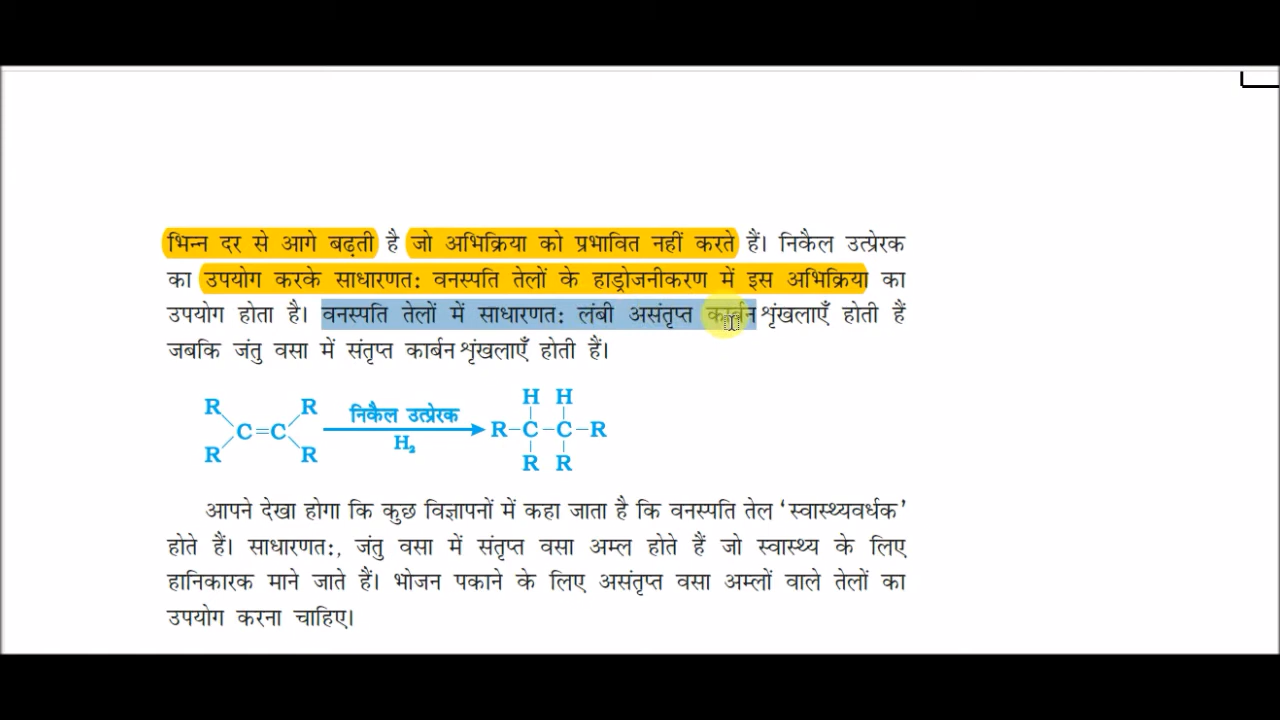 भिन्न दर से आगे बढ़ती है जो अभिक्रिया को प्रभावित नहीं करते हैं। निकैल उत्प्रेरक
का उपयोग करके साधारणत: वनस्पति तेलों के हाड्रोजनीकरण में इस अभिक्रिया का
उपयोग होता है। वनस्पति तेलों में साधारणत: लंबी असंतृप्त कार्बन शृंखलाएँ होती हैं
जबकि जंतु वसा में संतृप्त कार्बन शृंखलाएँ होती हैं।
H H
R R निकैल उत्प्रेरक
C=C R-C-C-R
H₂
R R R R
आपने देखा होगा कि कुछ विज्ञापनों में कहा जाता है कि वनस्पति तेल ‘स्वास्थ्यवर्धक’
होते हैं। साधारणत:, जंतु वसा में संतृप्त वसा अम्ल होते हैं जो स्वास्थ्य के लिए
हानिकारक माने जाते हैं। भोजन पकाने के लिए असंतृप्त वसा अम्लों वाले तेलों का
उपयोग करना चाहिए।